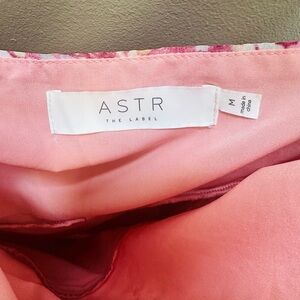 ASTR
THE LABEL
M
made in
china